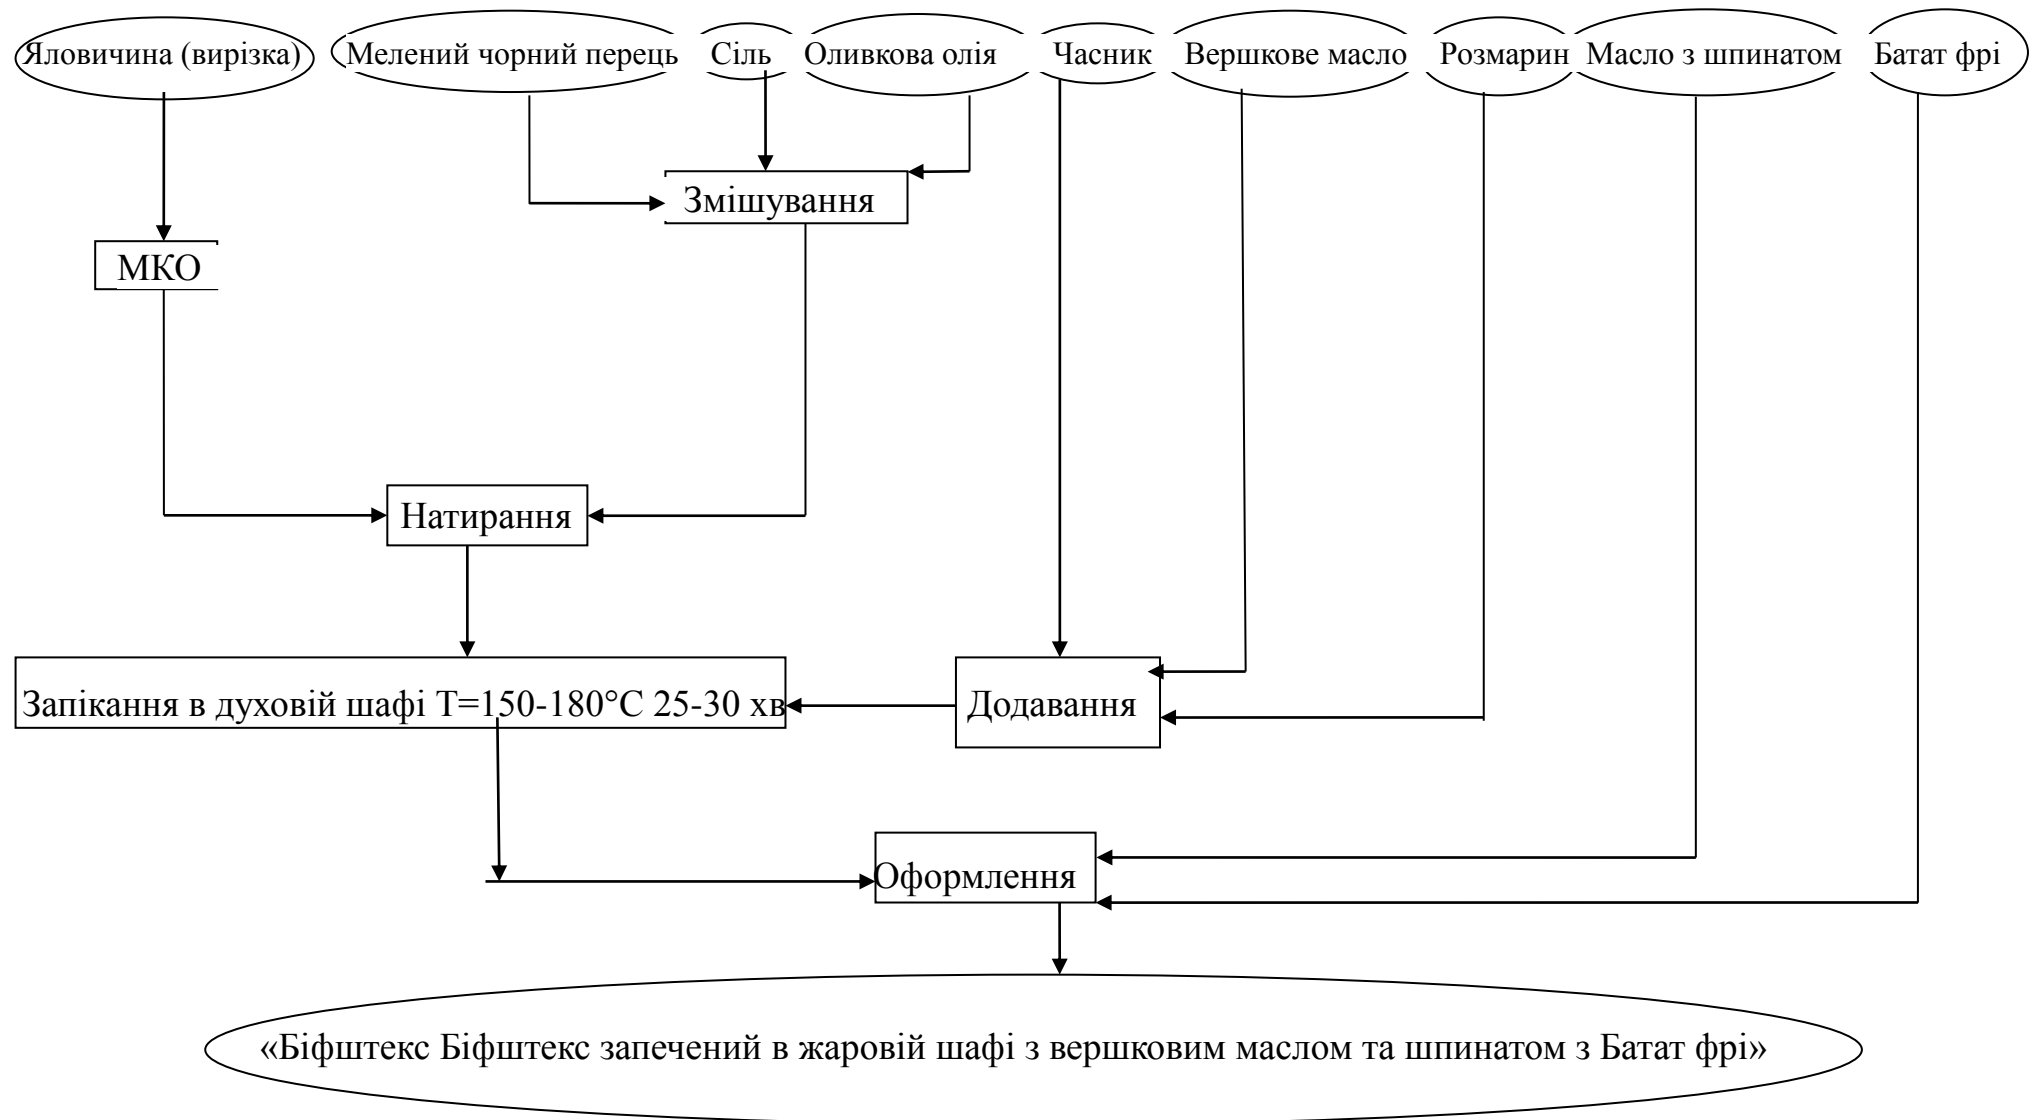 Яловичина (вирізка) Мелений чорний перець Сіль Оливкова олія Часник Вершкове масло Розмарин Масло з шпинатом Батат фрі
Змішування
МКО
Натирання
Запікання в духовій шафі Т=150-180°С 25-30 хв
Додавання
Оформлення
«Біфштекс Біфштекс запечений в жаровій шафі з вершковим маслом та шпинатом з Батат фрі»